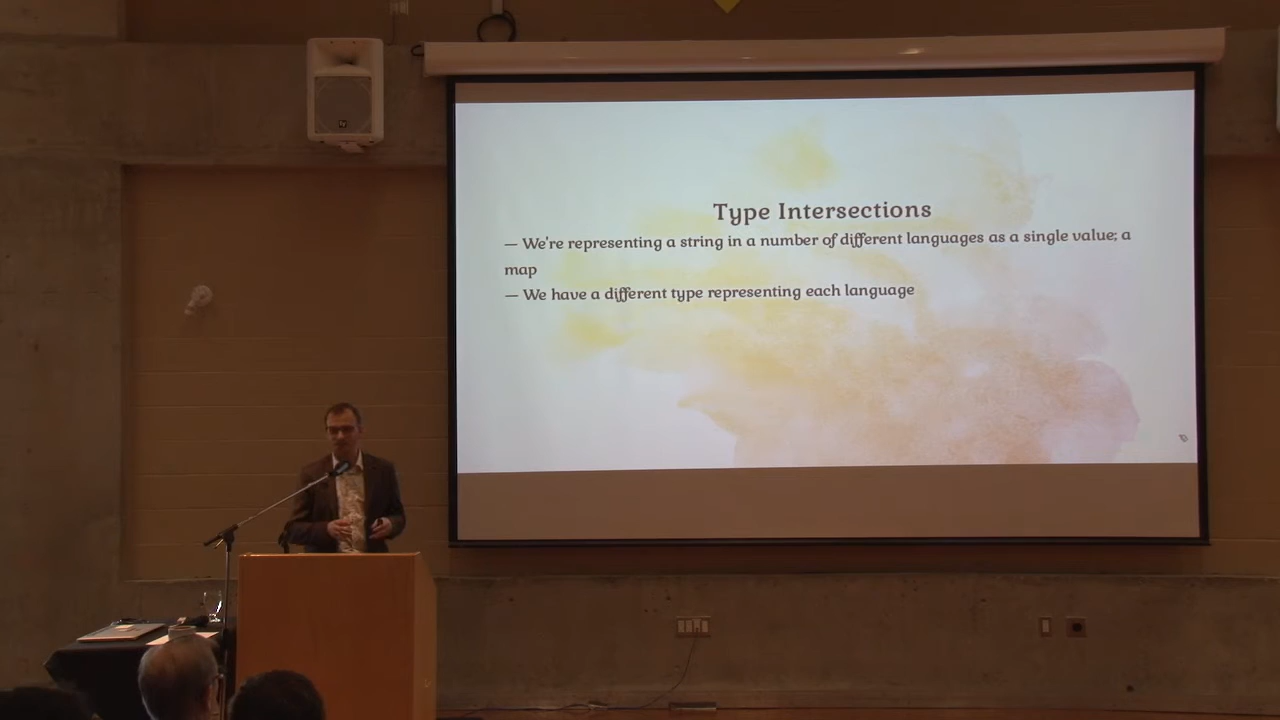 Type Intersections
— We're representing a string in a number of different languages as a single value; a
map
— We have a different type representing each language